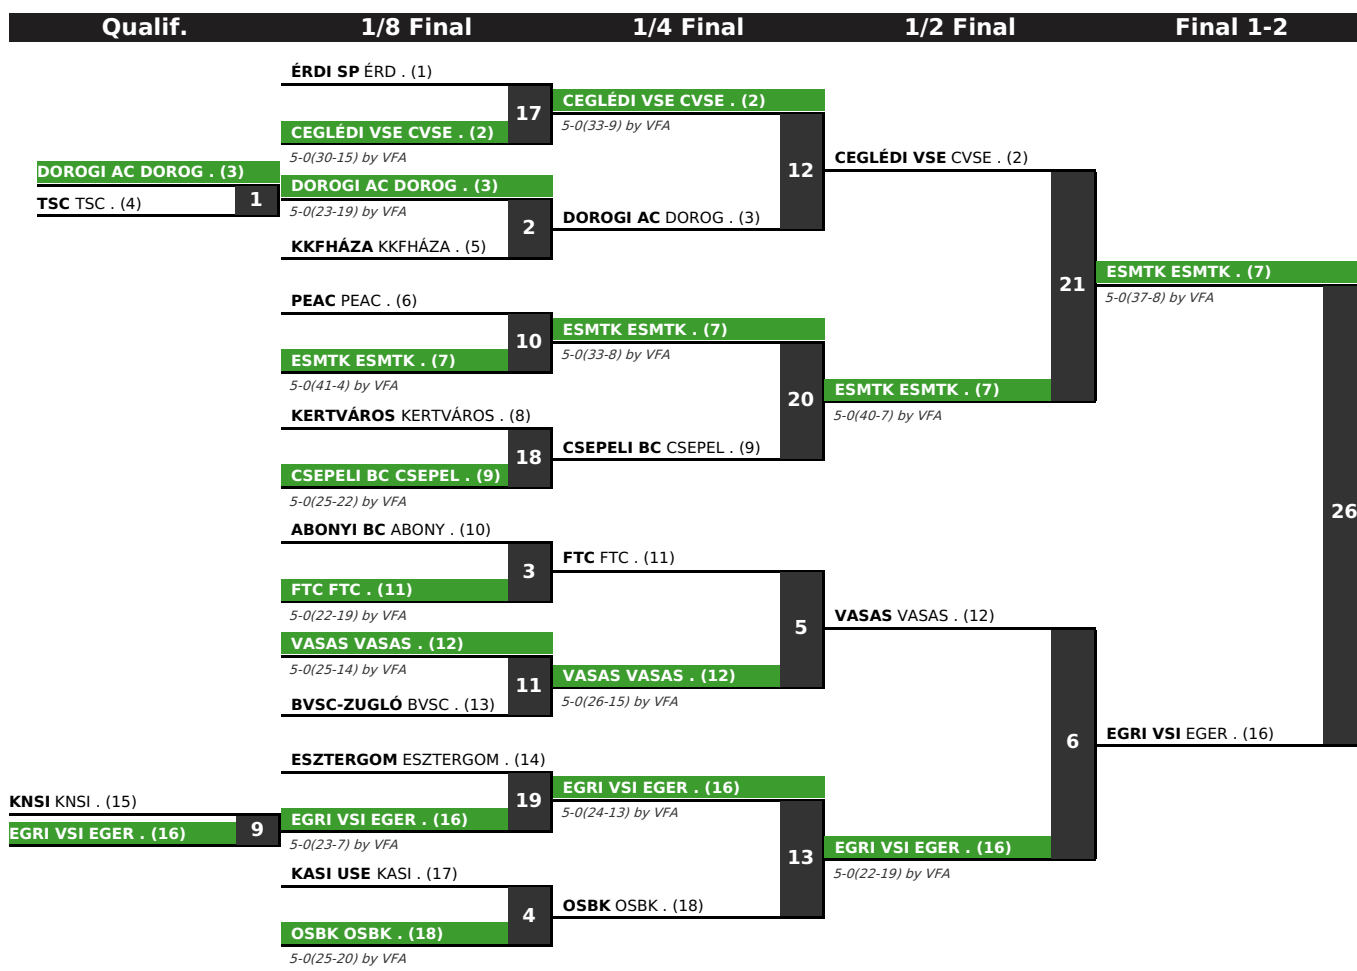 Qualif.
1/8 Final
1/4 Final
1/2 Final
Final 1-2
DOROGI AC DOROG . (3)
TSC TSC . (4)
1
KNSI KNSI . (15)
EGRI VSI EGER . (16)
9
ÉRDI SP ÉRD . (1)
17
CEGLÉDI VSE CVSE . (2)
5-0(30-15) by VFA
DOROGI AC DOROG . (3)
5-0(23-19) by VFA
2
KKFHÁZA KKFHÁZA . (5)
PEAC PEAC . (6)
10
ESMTK ESMTK . (7)
5-0(41-4) by VFA
KERTVÁROS KERTVÁROS . (8)
18
CSEPELI BC CSEPEL . (9)
5-0(25-22) by VFA
ABONYI BC ABONY . (10)
3
FTC FTC . (11)
5-0(22-19) by VFA
VASAS VASAS . (12)
5-0(25-14) by VFA
11
BVSC-ZUGLÓ BVSC . (13)
ESZTERGOM ESZTERGOM . (14)
19
EGRI VSI EGER . (16)
5-0(23-7) by VFA
KASI USE KASI . (17)
4
OSBK OSBK . (18)
5-0(25-20) by VFA
CEGLÉDI VSE CVSE . (2)
5-0(33-9) by VFA
12
DOROGI AC DOROG . (3)
ESMTK ESMTK . (7)
5-0(33-8) by VFA
20
CSEPELI BC CSEPEL . (9)
FTC FTC . (11)
5
VASAS VASAS . (12)
5-0(26-15) by VFA
EGRI VSI EGER . (16)
5-0(24-13) by VFA
13
OSBK OSBK . (18)
CEGLÉDI VSE CVSE . (2)
21
ESMTK ESMTK . (7)
5-0(40-7) by VFA
VASAS VASAS . (12)
6
EGRI VSI EGER . (16)
5-0(22-19) by VFA
ESMTK ESMTK . (7)
5-0(37-8) by VFA
26
EGRI VSI EGER . (16)